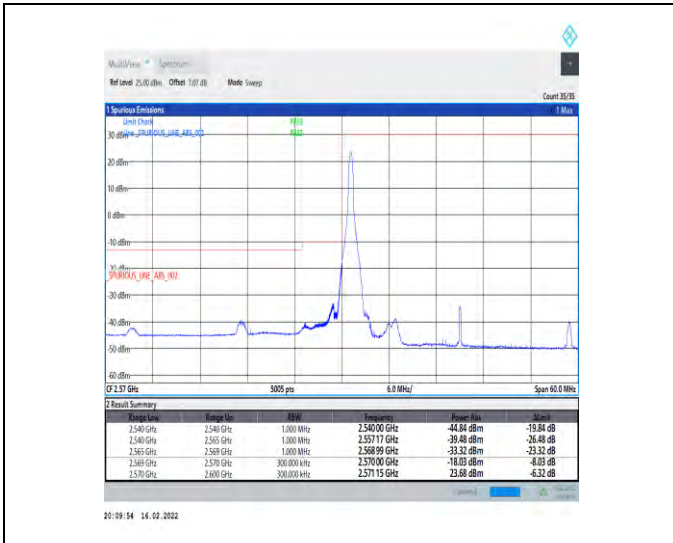 MultiView Spectrum
Ref Level 25.00 dBm Offset 7.07 dB Mode Sweep
Count 35/35
1 Spurious Emissions 1 Max
Limit Check PASS
30 dBm Line _SPURIOUS_LINE_ABS_002 PASS
20 dBm
10 dBm
0 dBm
-10 dBm
-20 dBm
_SPURIOUS_LINE_ABS_002
-30 dBm
-40 dBm
-50 dBm
-60 dBm
CF 2.57 GHz 5005 pts 6.0 MHz/ Span 60.0 MHz
2 Result Summary
Range Low Range Up RBW Frequency Power Abs ΔLimit
2.540 GHz 2.540 GHz 1.000 MHz 2.54000 GHz -44.84 dBm -19.84 dB
2.540 GHz 2.565 GHz 1.000 MHz 2.55717 GHz -39.48 dBm -26.48 dB
2.565 GHz 2.569 GHz 1.000 MHz 2.56899 GHz -33.32 dBm -23.32 dB
2.569 GHz 2.570 GHz 300.000 kHz 2.57000 GHz -18.03 dBm -8.03 dB
2.570 GHz 2.600 GHz 300.000 kHz 2.57115 GHz 23.68 dBm -6.32 dB
20:09:54 16.02.2022